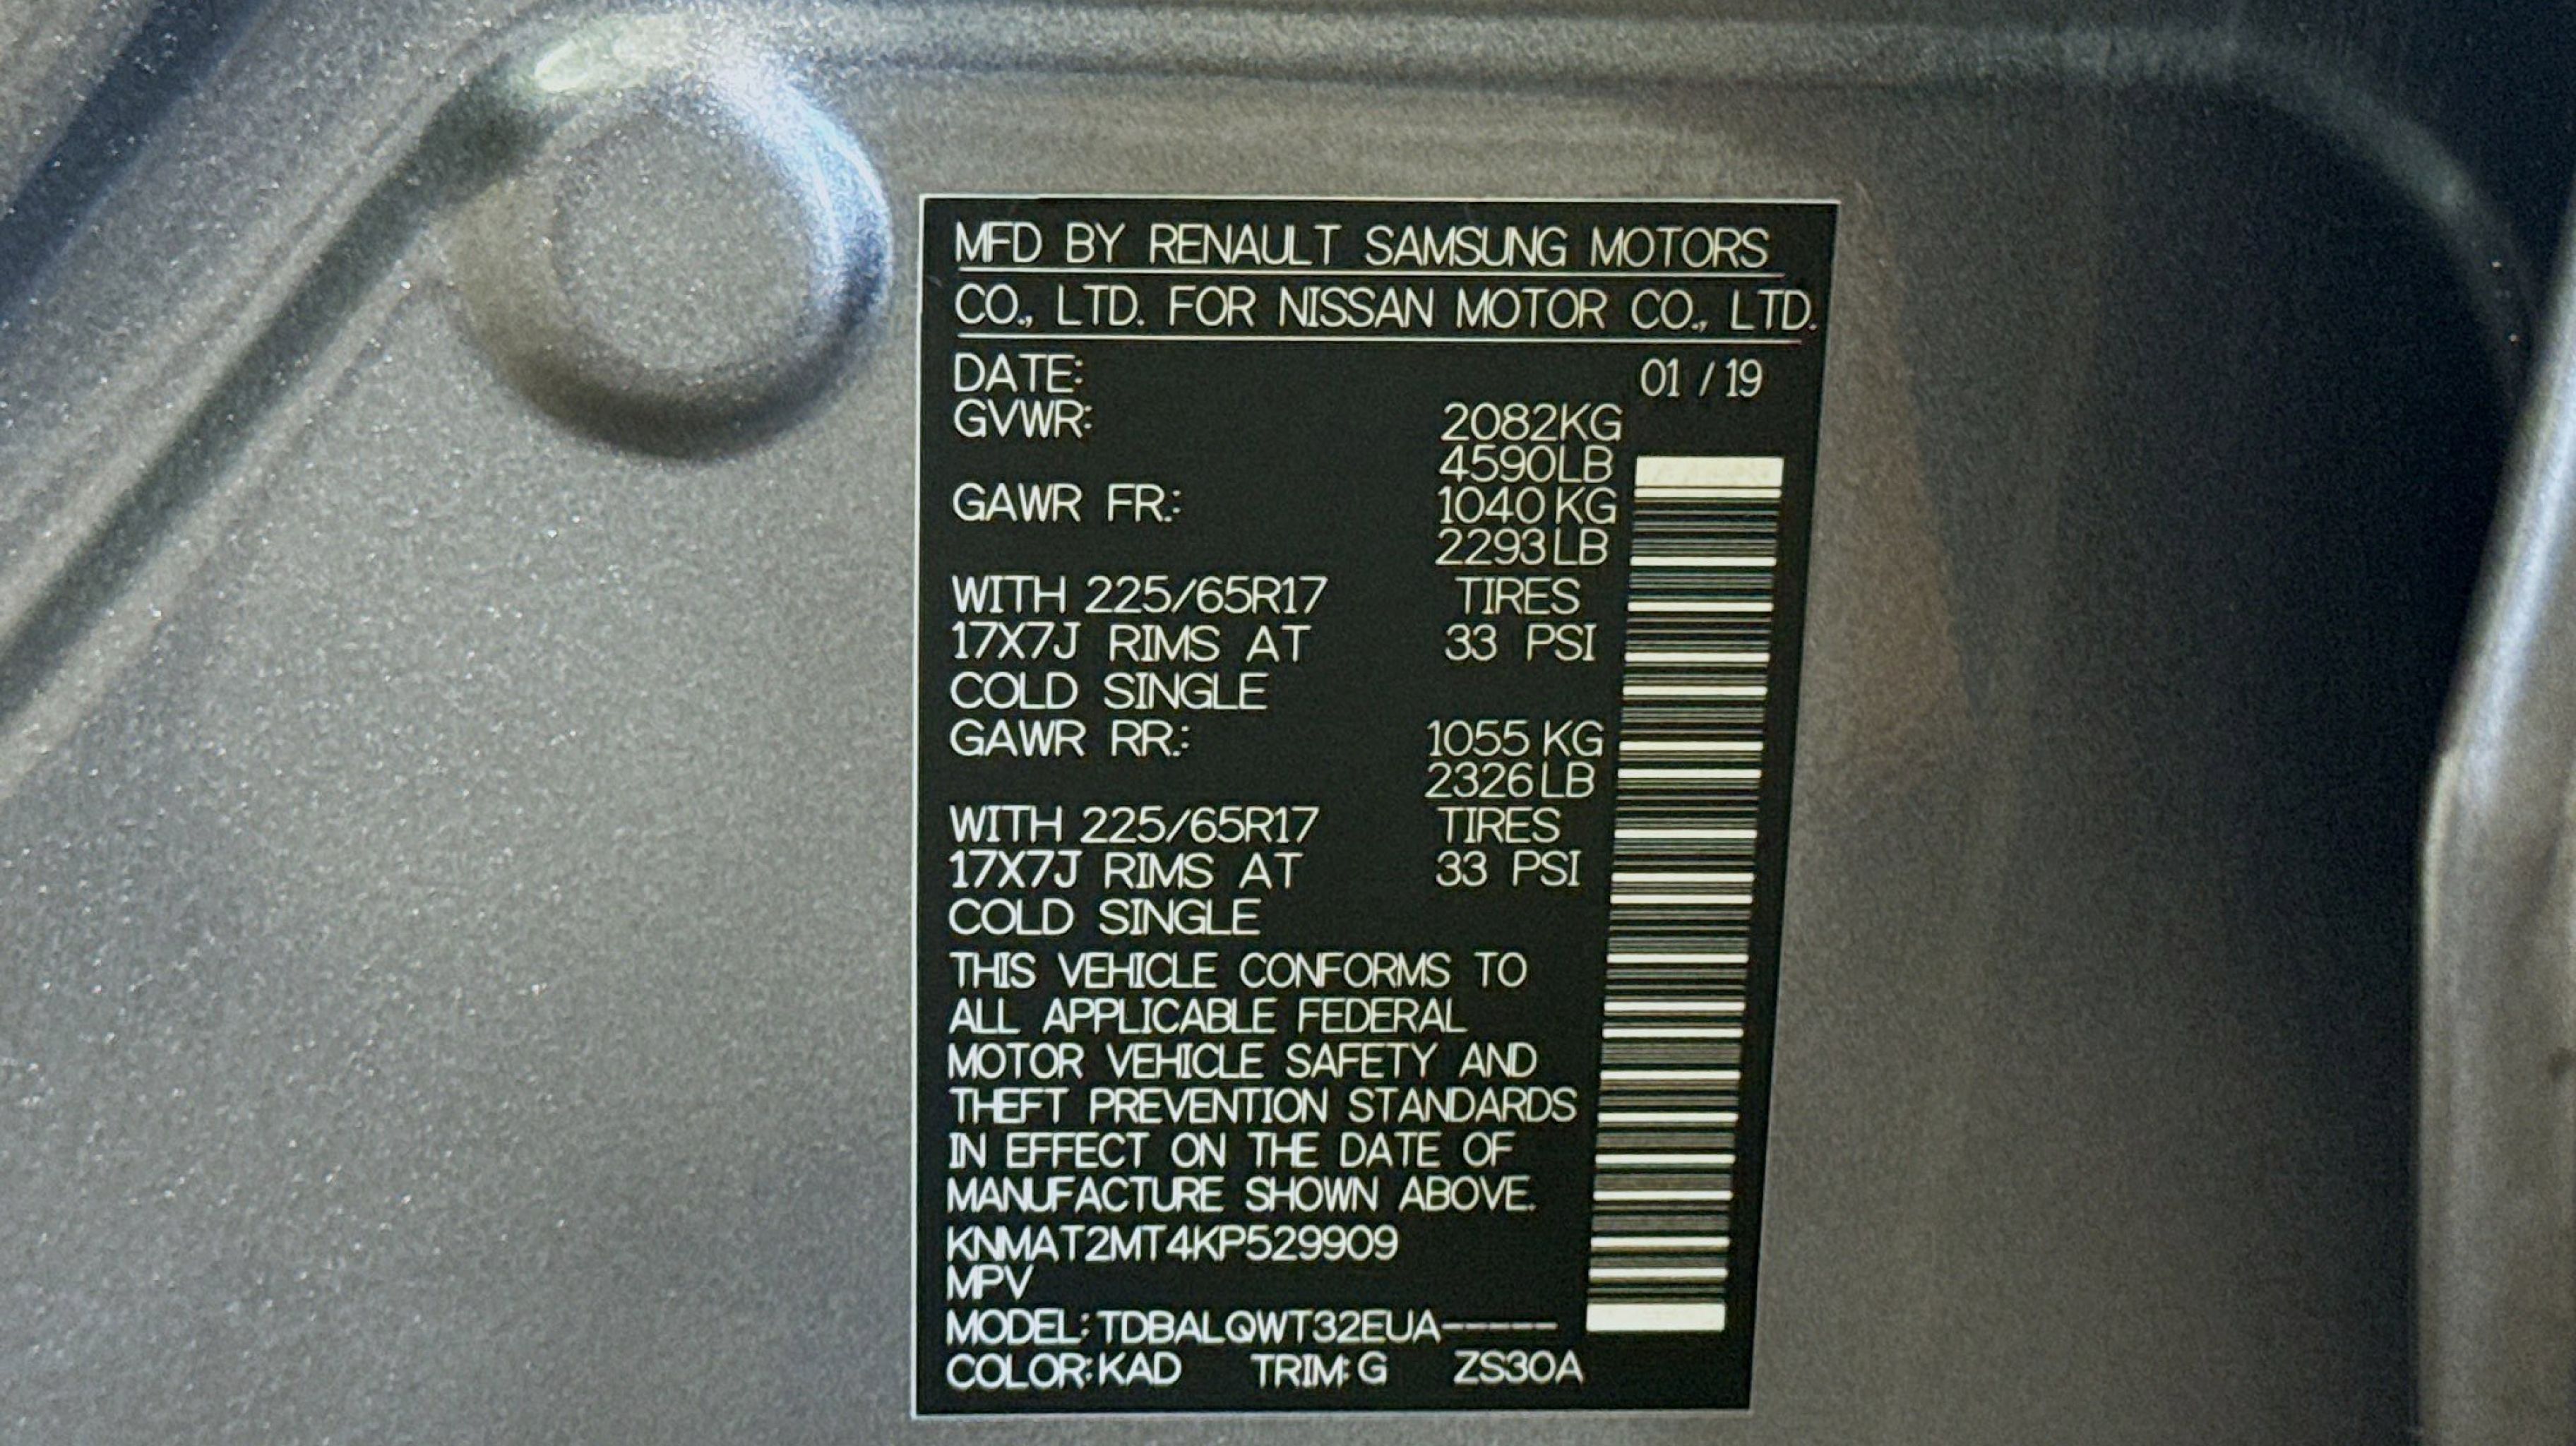 MFD BY RENAULT SAMSUNG MOTORS
CO., LTD. FOR NISSAN MOTOR CO., LTD.
DATE: 01 / 19
GVWR: 2082KG
4590LB
GAWR FR.: 1040 KG
2293LB
WITH 225/65R17 TIRES
17X7J RIMS AT 33 PSI
COLD SINGLE
GAWR RR.: 1055 KG
2326LB
WITH 225/65R17 TIRES
17X7J RIMS AT 33 PSI
COLD SINGLE
THIS VEHICLE CONFORMS TO
ALL APPLICABLE FEDERAL
MOTOR VEHICLE SAFETY AND
THEFT PREVENTION STANDARDS
IN EFFECT ON THE DATE OF
MANUFACTURE SHOWN ABOVE.
KNMAT2MT4KP529909
MPV
MODEL: TDBALQWT32EUA-----
COLOR: KAD TRIM: G ZS30A